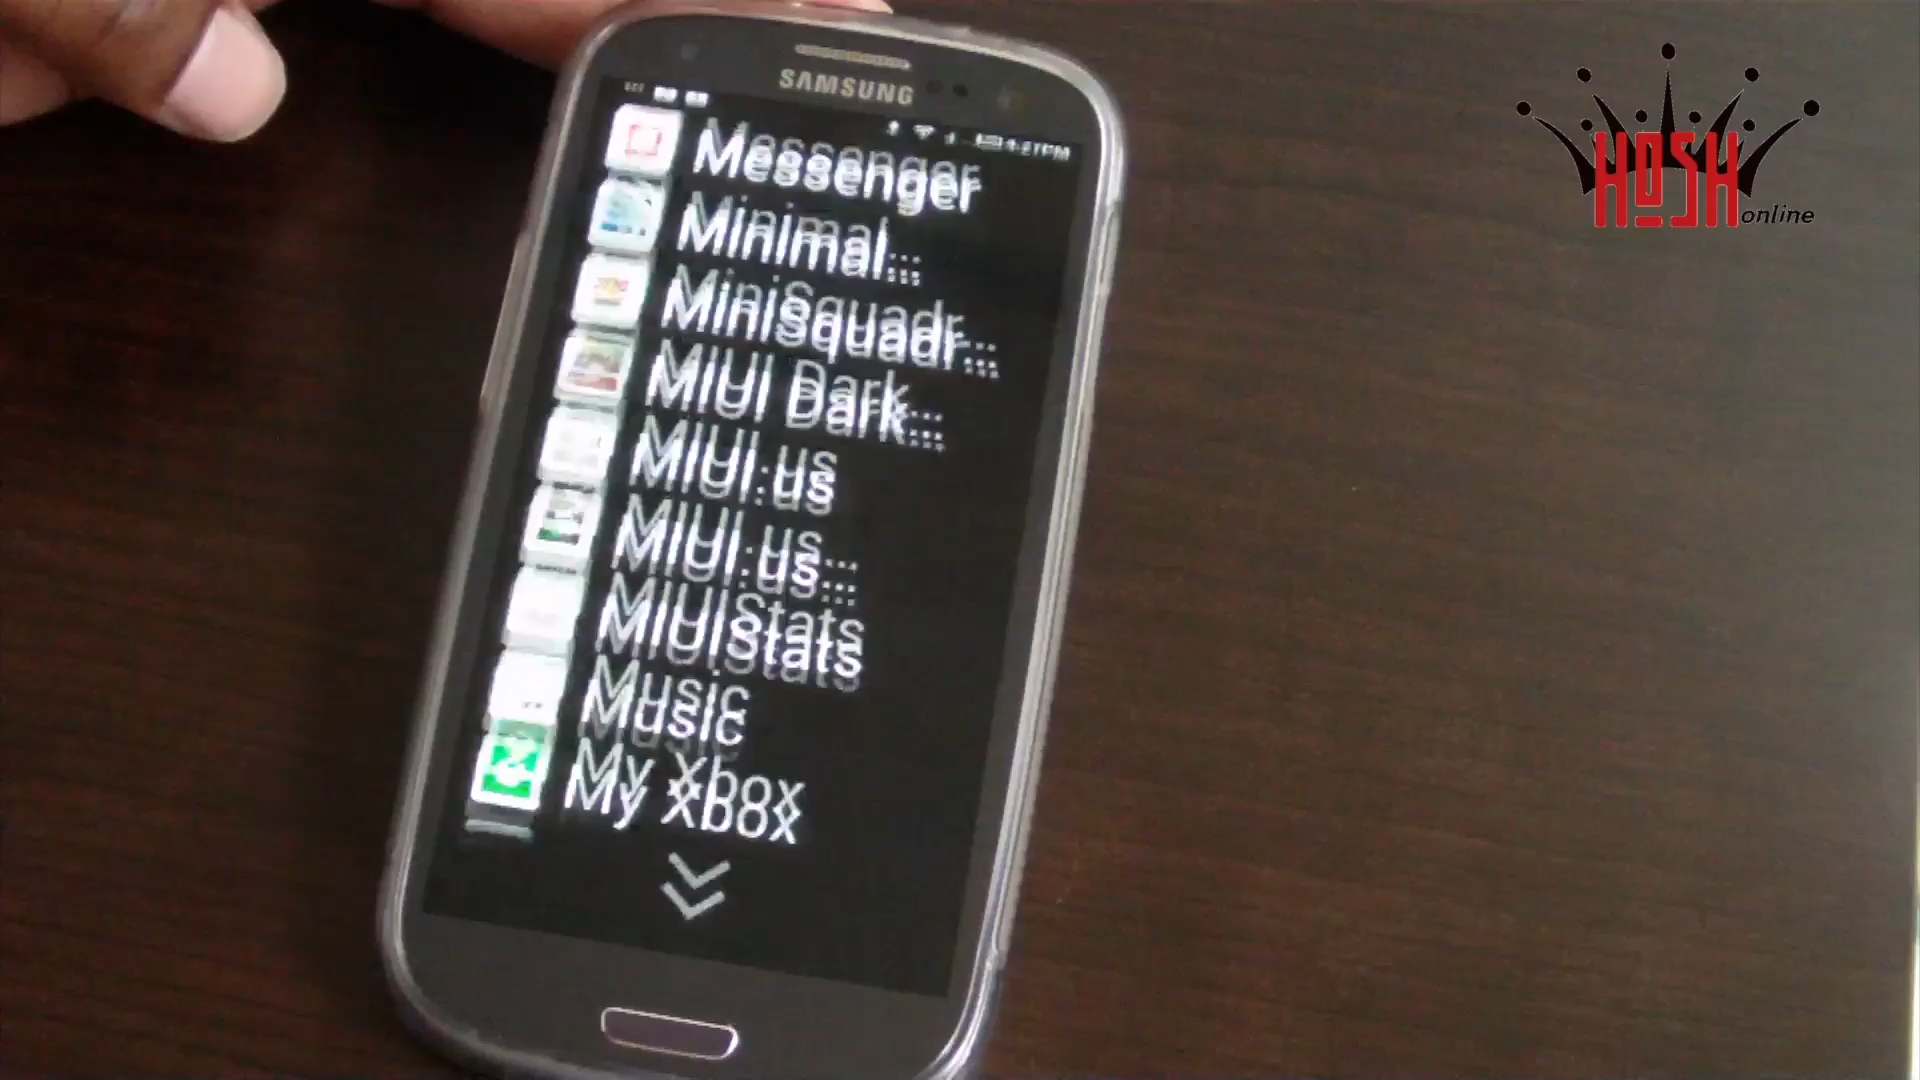 SAMSUNG
Messenger
Minimal...
MiniSquadr...
MIUI Dark...
MIUI.us
MIUI.us...
MIUIStats
Music
My Xbox
HOSH
online